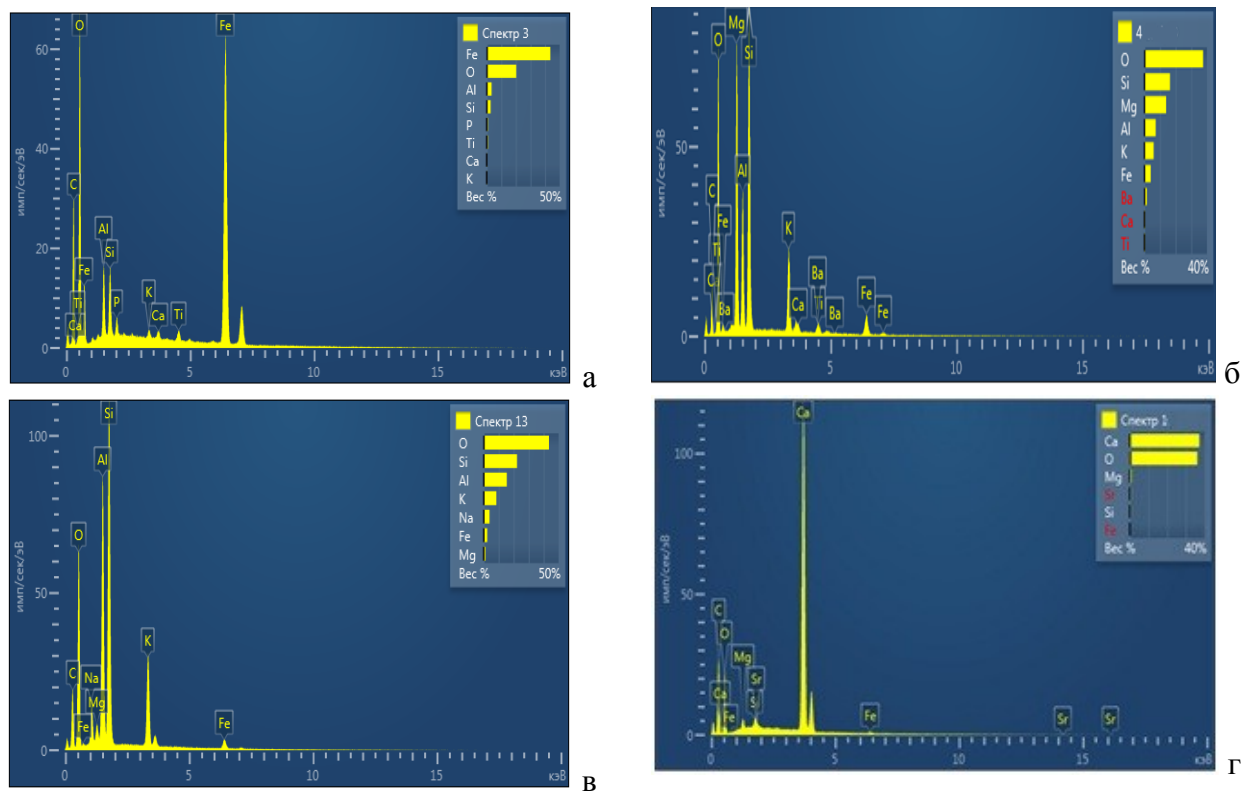 Спектр 3
Fe
O
Al
Si
P
Ti
Ca
K
Вес % 50%
O
Fe
C
Al
Si
Fe
P
K
Ca
Ti
Ti
Ca
60
40
20
0
имп/сек/эВ
0 5 10 15 кэВ
а
4
O
Si
Mg
Al
K
Fe
Ba
Ca
Ti
Вес % 40%
Mg
O
Si
Al
C
Fe
Ti
C
Ba
K
Ca
Ba
Ti
Ba
Fe
Fe
50
0
имп/сек/эВ
0 5 10 15 кэВ
б
Спектр 13
O
Si
Al
K
Na
Fe
Mg
Вес % 50%
Si
Al
O
C
Na
Mg
Fe
K
Fe
100
50
0
имп/сек/эВ
0 5 10 15 кэВ
в
Спектр 1
Ca
O
Mg
Sr
Si
Fe
Вес % 40%
Ca
C
O
Mg
Sr
S
Ca
Fe
Fe
Sr
Sr
100
50
0
имп/сек/эВ
0 5 10 15 кэВ
г